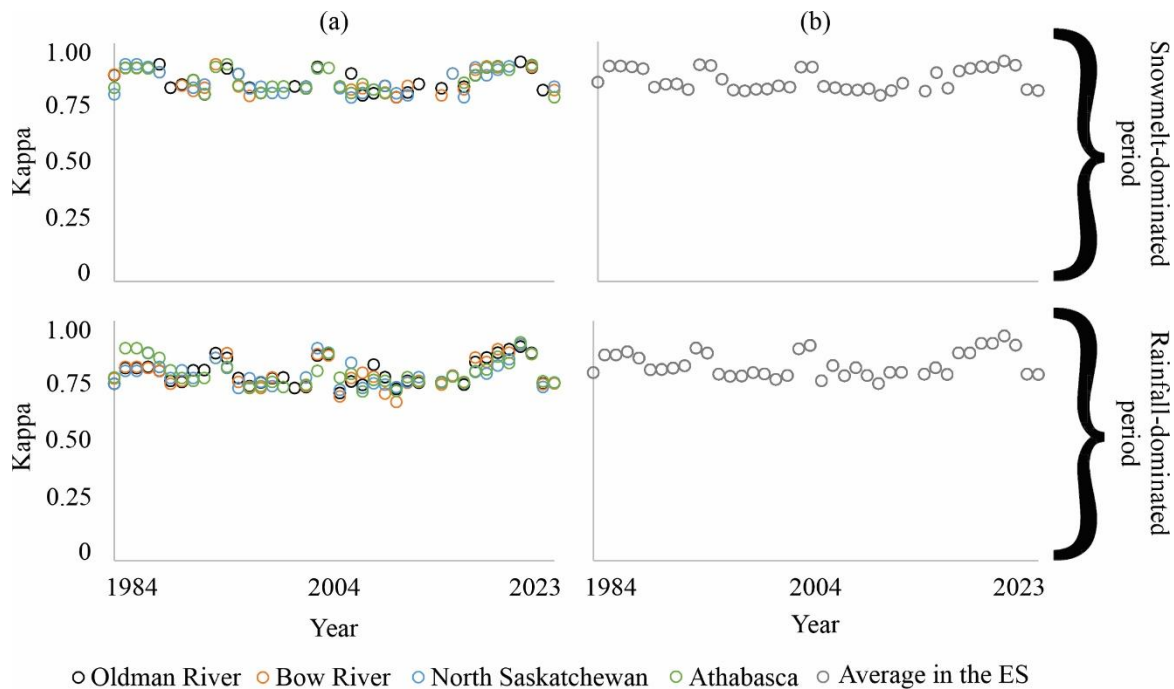 (a)
(b)
1.00
0.75
0.50
0.25
0
Kappa
Snowmelt-dominated
period
1.00
0.75
0.50
0.25
0
Kappa
Rainfall-dominated
period
1984
2004
2023
1984
2004
2023
Year
Year
Oldman River
Bow River
North Saskatchewan
Athabasca
Average in the ES